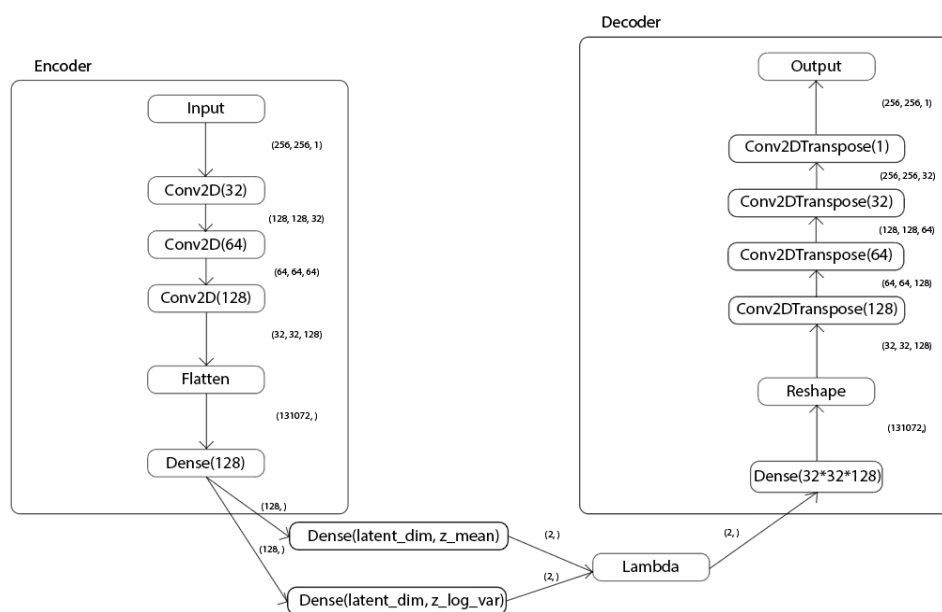 Encoder
Input
(256, 256, 1)
Conv2D(32)
(128, 128, 32)
Conv2D(64)
(64, 64, 64)
Conv2D(128)
(32, 32, 128)
Flatten
(131072, )
Dense(128)
(128, )
(128, )
Dense(latent_dim, z_mean)
Dense(latent_dim, z_log_var)
(2, )
(2, )
Lambda
(2, )
Decoder
Output
(256, 256, 1)
Conv2DTranspose(1)
(256, 256, 32)
Conv2DTranspose(32)
(128, 128, 64)
Conv2DTranspose(64)
(64, 64, 128)
Conv2DTranspose(128)
(32, 32, 128)
Reshape
(131072,)
Dense(32*32*128)